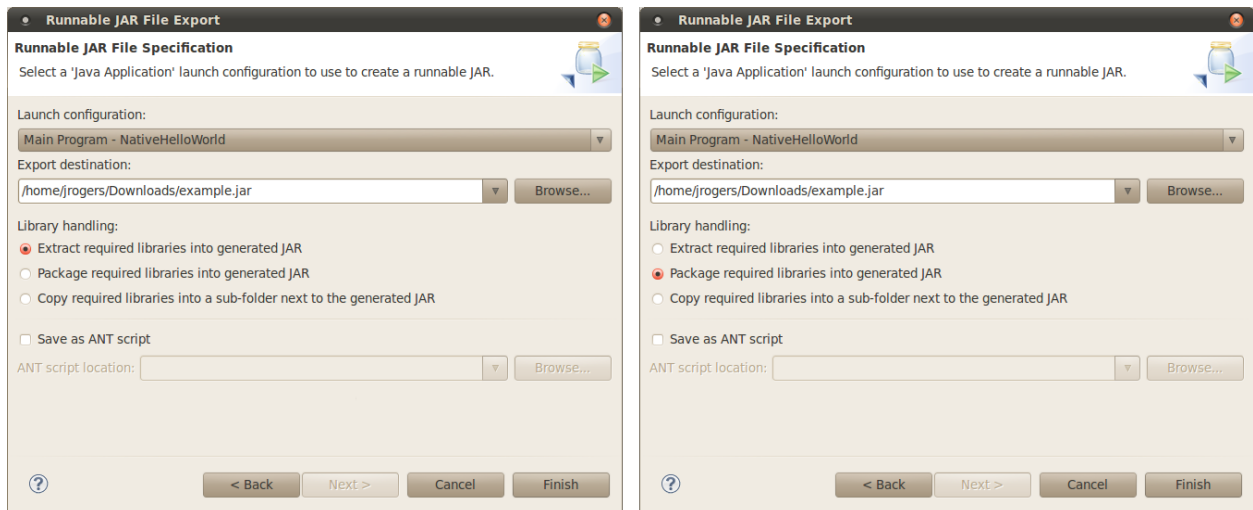 Runnable JAR File Export
Runnable JAR File Specification
Select a 'Java Application' launch configuration to use to create a runnable JAR.
Launch configuration:
Main Program - NativeHelloWorld
Export destination:
/home/jrogers/Downloads/example.jar Browse...
Library handling:
Extract required libraries into generated JAR
Package required libraries into generated JAR
Copy required libraries into a sub-folder next to the generated JAR
Save as ANT script
ANT script location: Browse...
? < Back Next > Cancel Finish
Runnable JAR File Export
Runnable JAR File Specification
Select a 'Java Application' launch configuration to use to create a runnable JAR.
Launch configuration:
Main Program - NativeHelloWorld
Export destination:
/home/jrogers/Downloads/example.jar Browse...
Library handling:
Extract required libraries into generated JAR
Package required libraries into generated JAR
Copy required libraries into a sub-folder next to the generated JAR
Save as ANT script
ANT script location: Browse...
? < Back Next > Cancel Finish